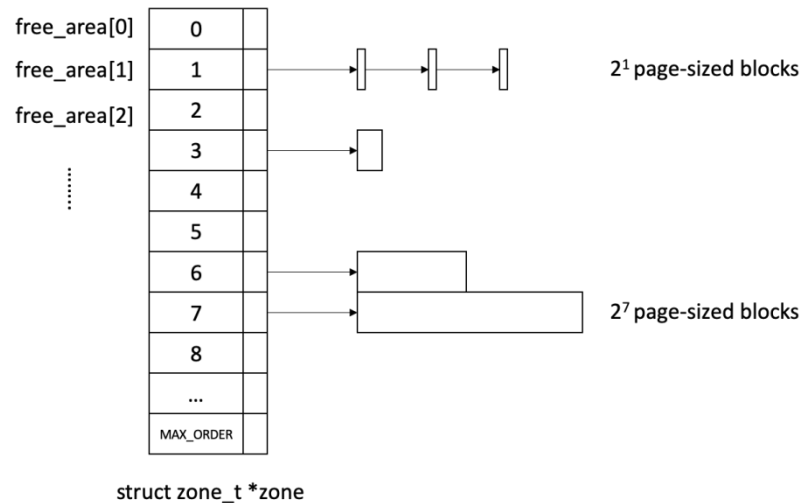 free_area[0]
0
free_area[1]
1
2¹ page-sized blocks
free_area[2]
2
3
4
5
6
7
2⁷ page-sized blocks
8
...
MAX_ORDER
struct zone_t *zone